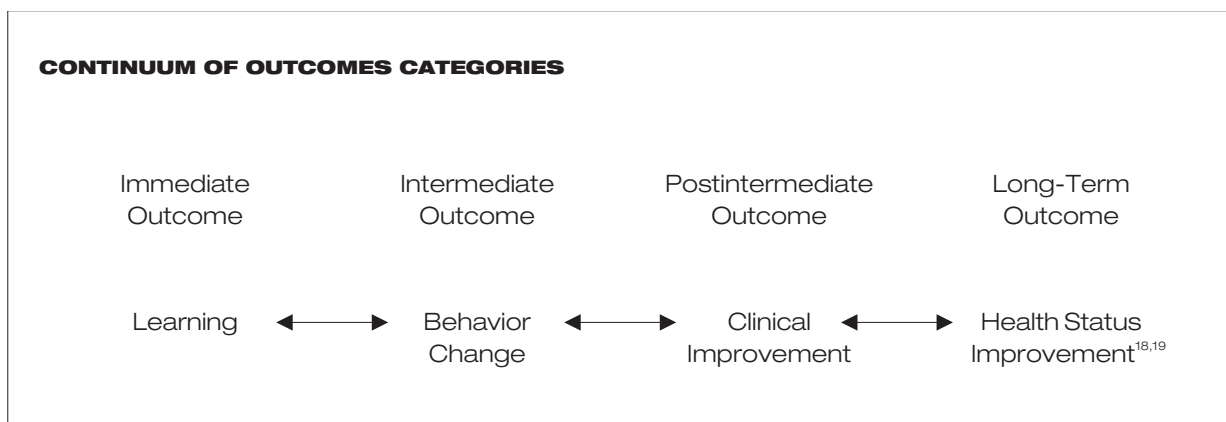 CONTINUUM OF OUTCOMES CATEGORIES
Immediate Outcome
Intermediate Outcome
Postintermediate Outcome
Long-Term Outcome
Learning
Behavior Change
Clinical Improvement
Health Status Improvement18,19